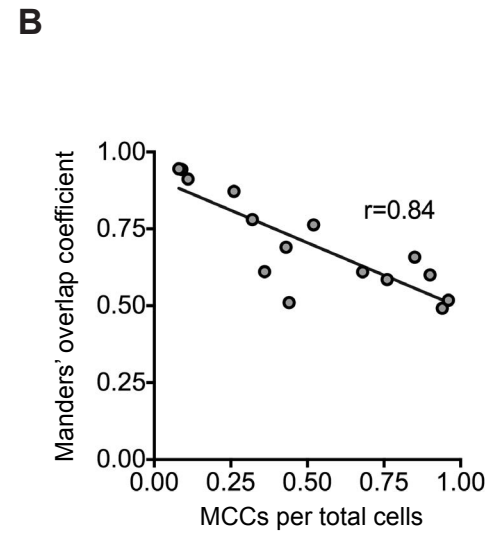 B
1.00
0.75
0.50
0.25
0.00
Manders’ overlap coefficient
r=0.84
0.00 0.25 0.50 0.75 1.00
MCCs per total cells